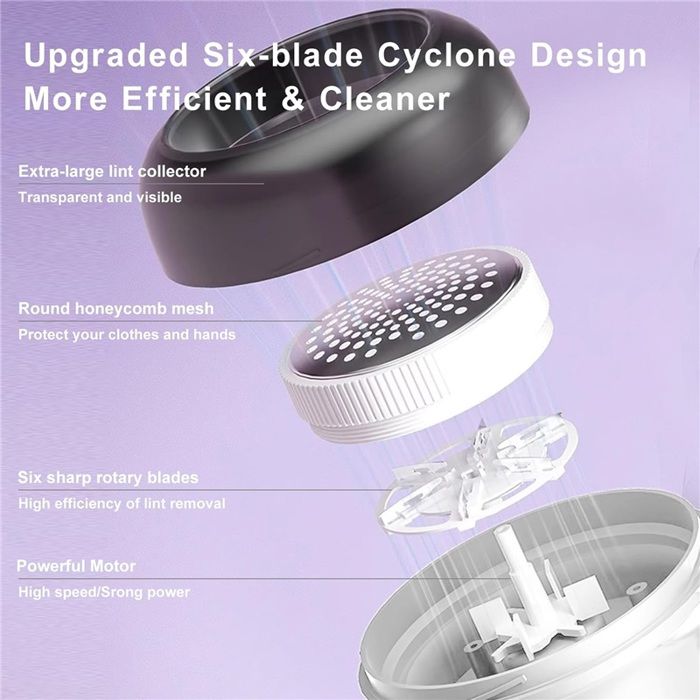 Upgraded Six-blade Cyclone Design
More Efficient & Cleaner
Extra-large lint collector
Transparent and visible
Round honeycomb mesh
Protect your clothes and hands
Six sharp rotary blades
High efficiency of lint removal
Powerful Motor
High speed/Srong power